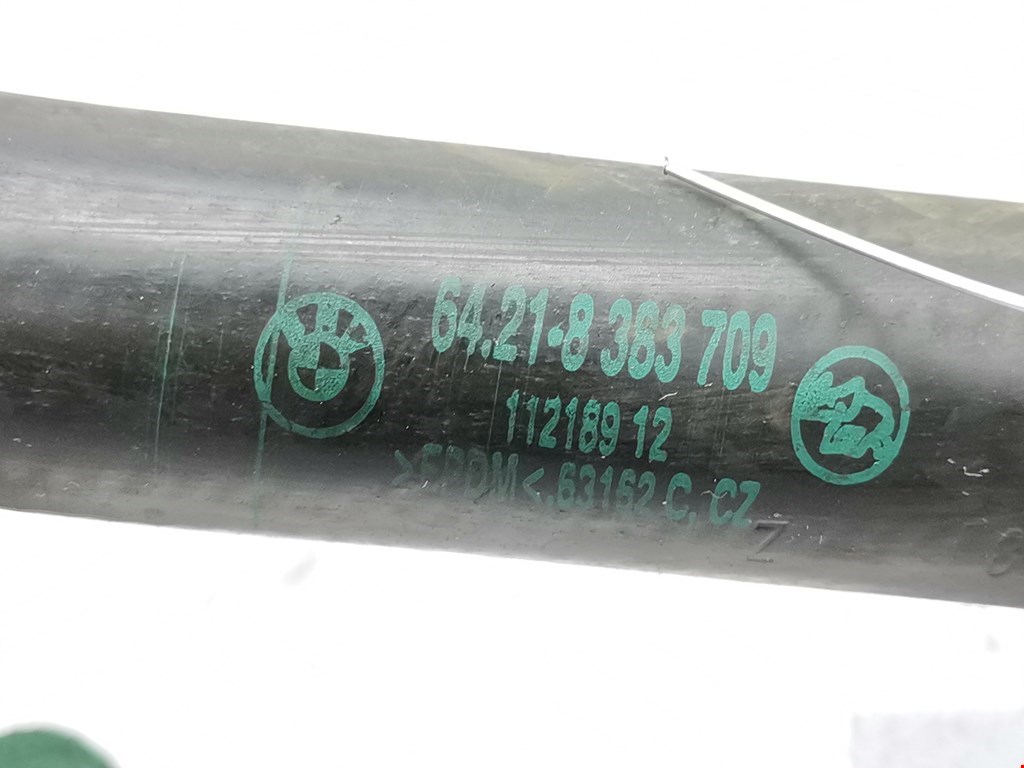 64.21-8 383 709
112189 12
>EPDM<.63162 C, CZ
Z